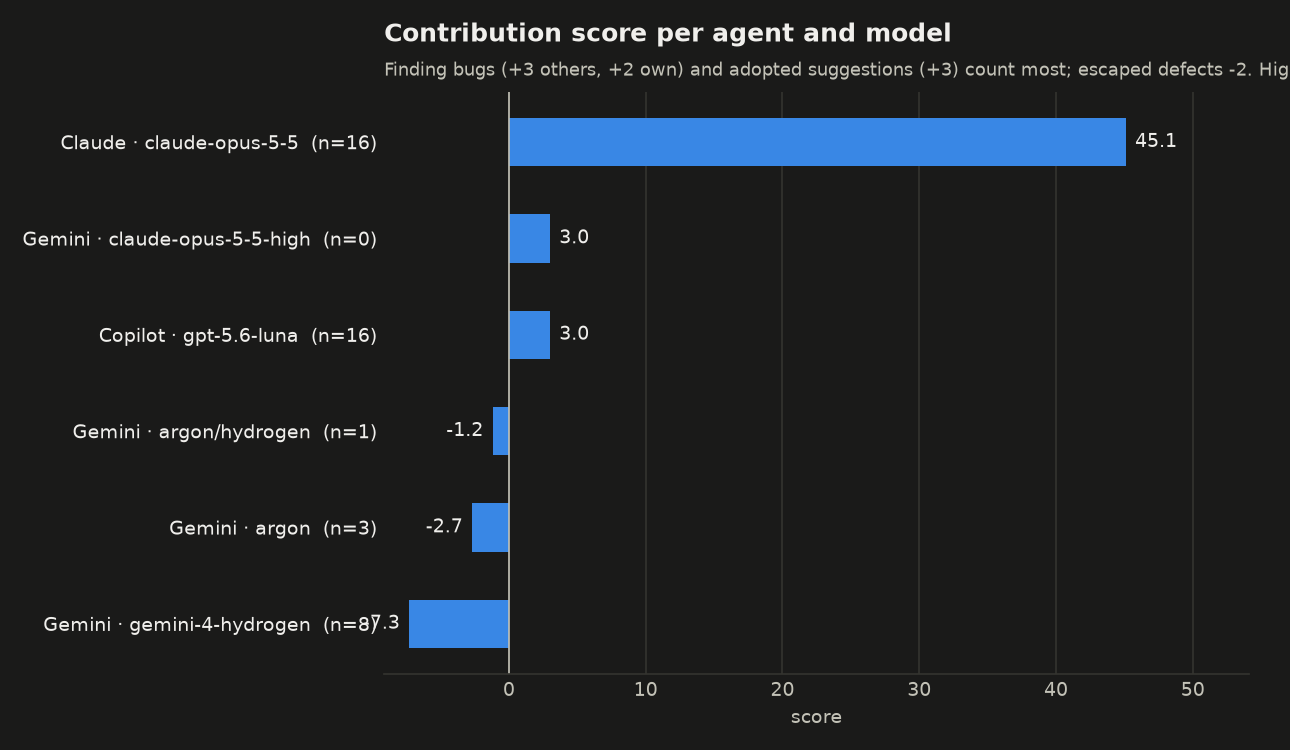 Contribution score per agent and model
Finding bugs (+3 others, +2 own) and adopted suggestions (+3) count most; escaped defects -2. Hig
Claude · claude-opus-5-5 (n=16)
45.1
Gemini · claude-opus-5-5-high (n=0)
3.0
Copilot · gpt-5.6-luna (n=16)
3.0
Gemini · argon/hydrogen (n=1)
-1.2
Gemini · argon (n=3)
-2.7
Gemini · gemini-4-hydrogen (n=8)
7.3
0 10 20 30 40 50
score